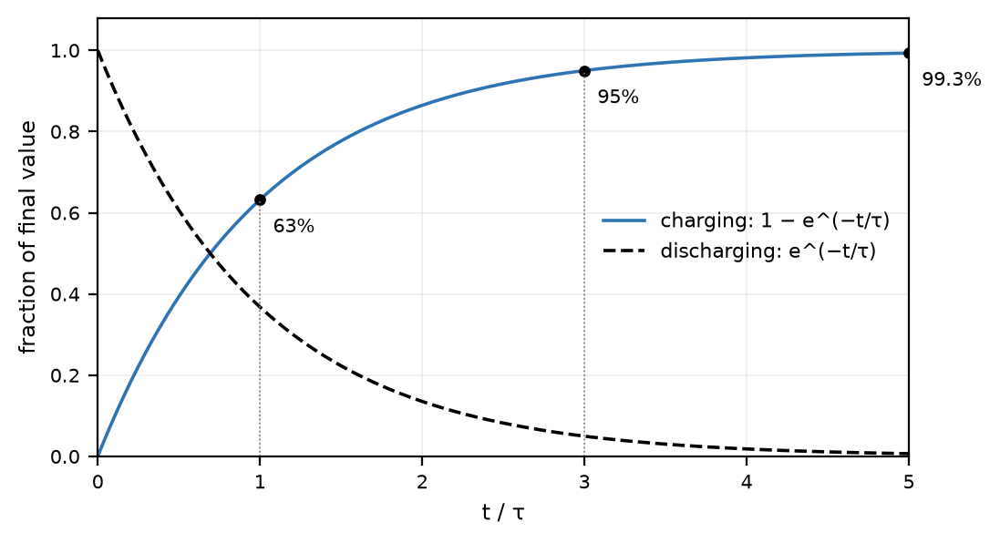 fraction of final value
1.0
0.8
0.6
0.4
0.2
0.0
99.3%
95%
63%
charging: 1 − e^(−t/τ)
discharging: e^(−t/τ)
0 1 2 3 4 5
t / τ